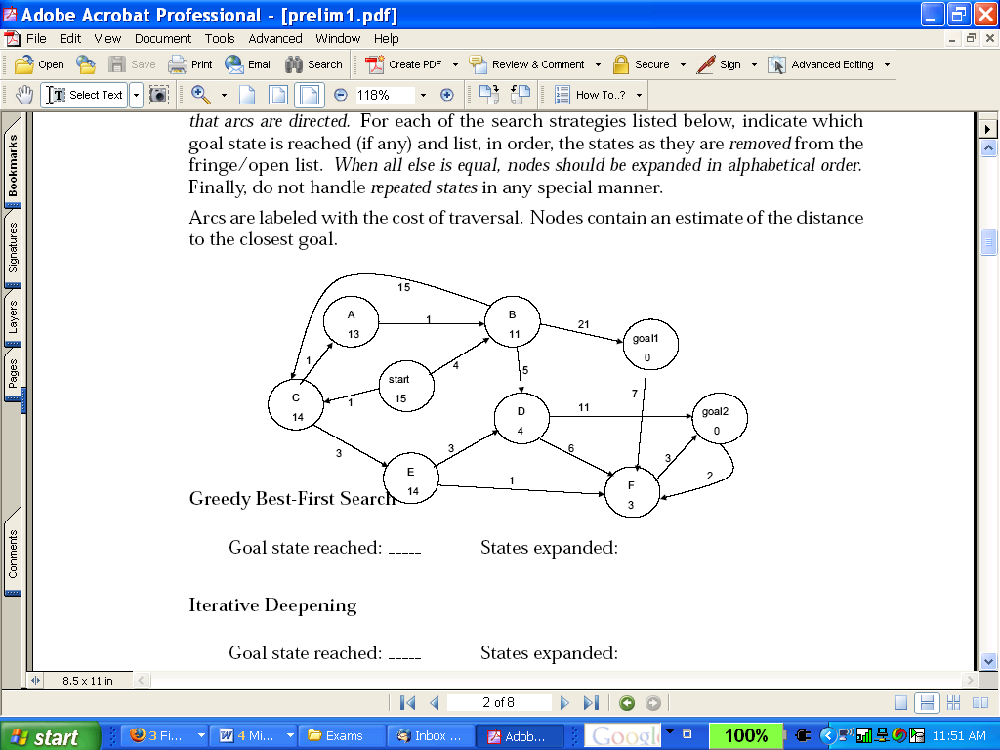 Adobe Acrobat Professional - [prelim1.pdf]
File Edit View Document Tools Advanced Window Help
Open Save Print Email Search Create PDF Review & Comment Secure Sign Advanced Editing
Select Text 118% How To..?
Bookmarks
Signatures
Layers
Pages
Comments
that arcs are directed. For each of the search strategies listed below, indicate which
goal state is reached (if any) and list, in order, the states as they are removed from the
fringe/open list. When all else is equal, nodes should be expanded in alphabetical order.
Finally, do not handle repeated states in any special manner.
Arcs are labeled with the cost of traversal. Nodes contain an estimate of the distance
to the closest goal.
15
A
13
1
B
11
21
goal1
0
1
4
5
start
15
7
C
14
1
D
4
11
goal2
0
3
3
6
3
2
E
14
1
F
3
Greedy Best-First Search
Goal state reached: _____ States expanded:
Iterative Deepening
Goal state reached: _____ States expanded:
8.5 x 11 in
2 of 8
start 3 Fi... 4 Mi... Exams Inbox ... Adob... Google 100% 11:51 AM